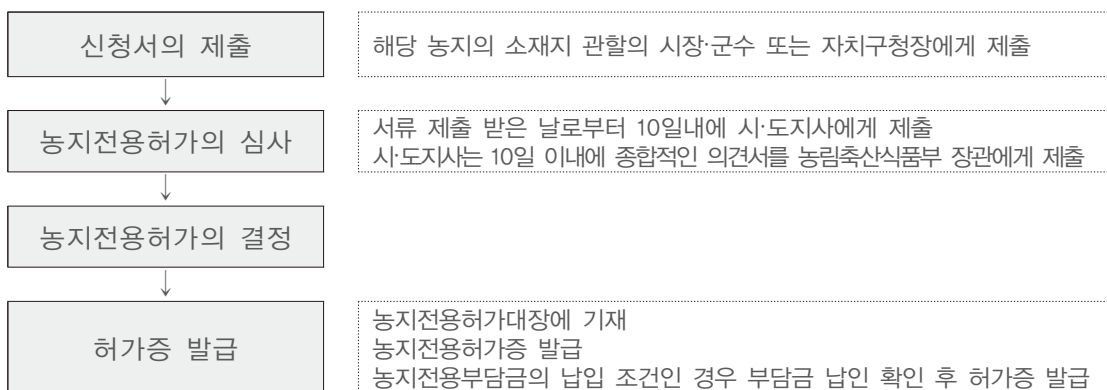 신청서의 제출
해당 농지의 소재지 관할의 시장·군수 또는 자치구청장에게 제출
농지전용허가의 심사
서류 제출 받은 날로부터 10일내에 시·도지사에게 제출
시·도지사는 10일 이내에 종합적인 의견서를 농림축산식품부 장관에게 제출
농지전용허가의 결정
허가증 발급
농지전용허가대장에 기재
농지전용허가증 발급
농지전용부담금의 납입 조건인 경우 부담금 납인 확인 후 허가증 발급